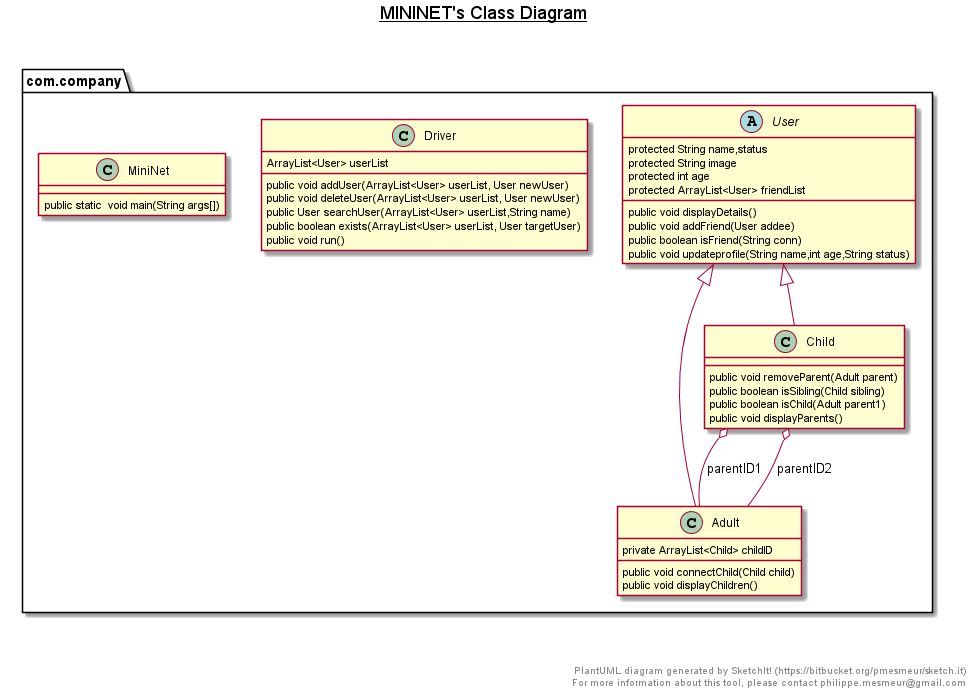 MININET's Class Diagram
com.company
C MiniNet
public static void main(String args[])
C Driver
ArrayList<User> userList
public void addUser(ArrayList<User> userList, User newUser)
public void deleteUser(ArrayList<User> userList, User newUser)
public User searchUser(ArrayList<User> userList,String name)
public boolean exists(ArrayList<User> userList, User targetUser)
public void run()
A User
protected String name,status
protected String image
protected int age
protected ArrayList<User> friendList
public void displayDetails()
public void addFriend(User addee)
public boolean isFriend(String conn)
public void updateprofile(String name,int age,String status)
C Child
public void removeParent(Adult parent)
public boolean isSibling(Child sibling)
public boolean isChild(Adult parent1)
public void displayParents()
parentID1 parentID2
C Adult
private ArrayList<Child> childID
public void connectChild(Child child)
public void displayChildren()
PlantUML diagram generated by SketchIt! (https://bitbucket.org/pmesmeur/sketch.it)
For more information about this tool, please contact philippe.mesmeur@gmail.com